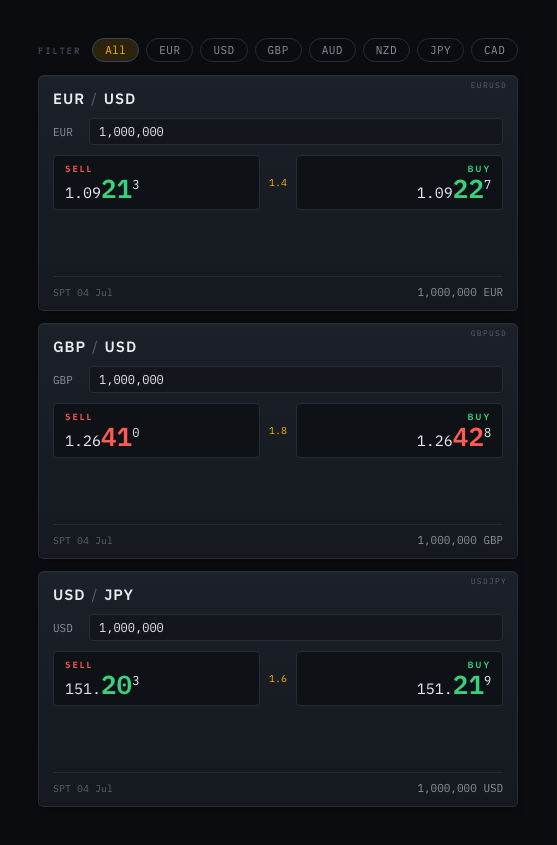 FILTER All EUR USD GBP AUD NZD JPY CAD
EURUSD
EUR / USD
EUR 1,000,000
SELL BUY
1.09213 1.4 1.09227
SPT 04 Jul 1,000,000 EUR
GBPUSD
GBP / USD
GBP 1,000,000
SELL BUY
1.26410 1.8 1.26428
SPT 04 Jul 1,000,000 GBP
USDJPY
USD / JPY
USD 1,000,000
SELL BUY
151.203 1.6 151.219
SPT 04 Jul 1,000,000 USD